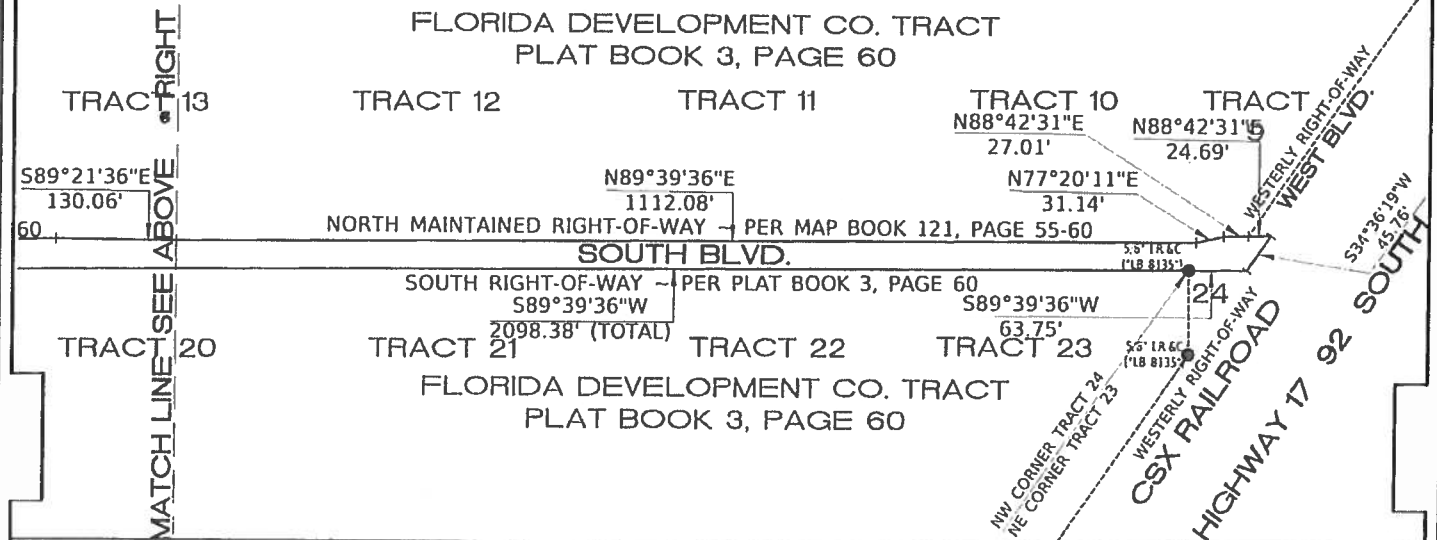 FLORIDA DEVELOPMENT CO. TRACT
PLAT BOOK 3, PAGE 60
TRACT 13
TRACT 12
TRACT 11
TRACT 10
TRACT 5
MATCH LINE SEE ABOVE RIGHT
S89°21'36"E
130.06'
N89°39'36"E
1112.08'
N88°42'31"E
27.01'
N77°20'11"E
31.14'
N88°42'31"E
24.69'
WESTERLY RIGHT-OF-WAY
WEST BLVD.
S34°36'19"W
45.76'
60
NORTH MAINTAINED RIGHT-OF-WAY ~ PER MAP BOOK 121, PAGE 55-60
SOUTH BLVD.
SOUTH RIGHT-OF-WAY ~ PER PLAT BOOK 3, PAGE 60
S89°39'36"W
2098.38' (TOTAL)
S89°39'36"W
63.75'
I.R.&C
("LB 8135")
24
TRACT 20
TRACT 21
TRACT 22
TRACT 23
I.R.&C
("LB 8135")
FLORIDA DEVELOPMENT CO. TRACT
PLAT BOOK 3, PAGE 60
NW CORNER TRACT 24
NE CORNER TRACT 23
WESTERLY RIGHT-OF-WAY
CSX RAILROAD
HIGHWAY 17 92 SOUTH